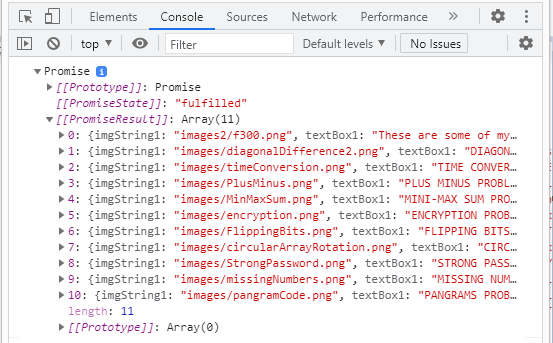 Elements Console Sources Network Performance »
top ▼ Filter Default levels ▼ No Issues
▼ Promise i
▶ [[Prototype]]: Promise
[[PromiseState]]: "fulfilled"
▼ [[PromiseResult]]: Array(11)
▶ 0: {imgString1: "images2/f300.png", textBox1: "These are some of my…
▶ 1: {imgString1: "images/diagonalDifference2.png", textBox1: "DIAGON…
▶ 2: {imgString1: "images/timeConversion.png", textBox1: "TIME CONVER…
▶ 3: {imgString1: "images/PlusMinus.png", textBox1: "PLUS MINUS PROBL…
▶ 4: {imgString1: "images/MinMaxSum.png", textBox1: "MINI-MAX SUM PRO…
▶ 5: {imgString1: "images/encryption.png", textBox1: "ENCRYPTION PROB…
▶ 6: {imgString1: "images/FlippingBits.png", textBox1: "FLIPPING BITS…
▶ 7: {imgString1: "images/circularArrayRotation.png", textBox1: "CIRC…
▶ 8: {imgString1: "images/StrongPassword.png", textBox1: "STRONG PASS…
▶ 9: {imgString1: "images/missingNumbers.png", textBox1: "MISSING NUM…
▶ 10: {imgString1: "images/pangramCode.png", textBox1: "PANGRAMS PROB…
length: 11
▶ [[Prototype]]: Array(0)